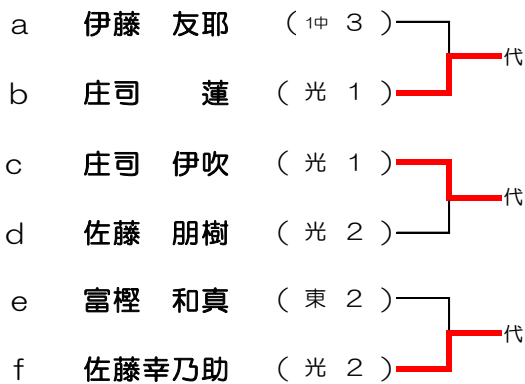 a 伊藤 友耶 （ 1中 3 ）
代
b 庄司 蓮 （ 光 1 ）
c 庄司 伊吹 （ 光 1 ）
代
d 佐藤 朋樹 （ 光 2 ）
e 富樫 和真 （ 東 2 ）
代
f 佐藤幸乃助 （ 光 2 ）